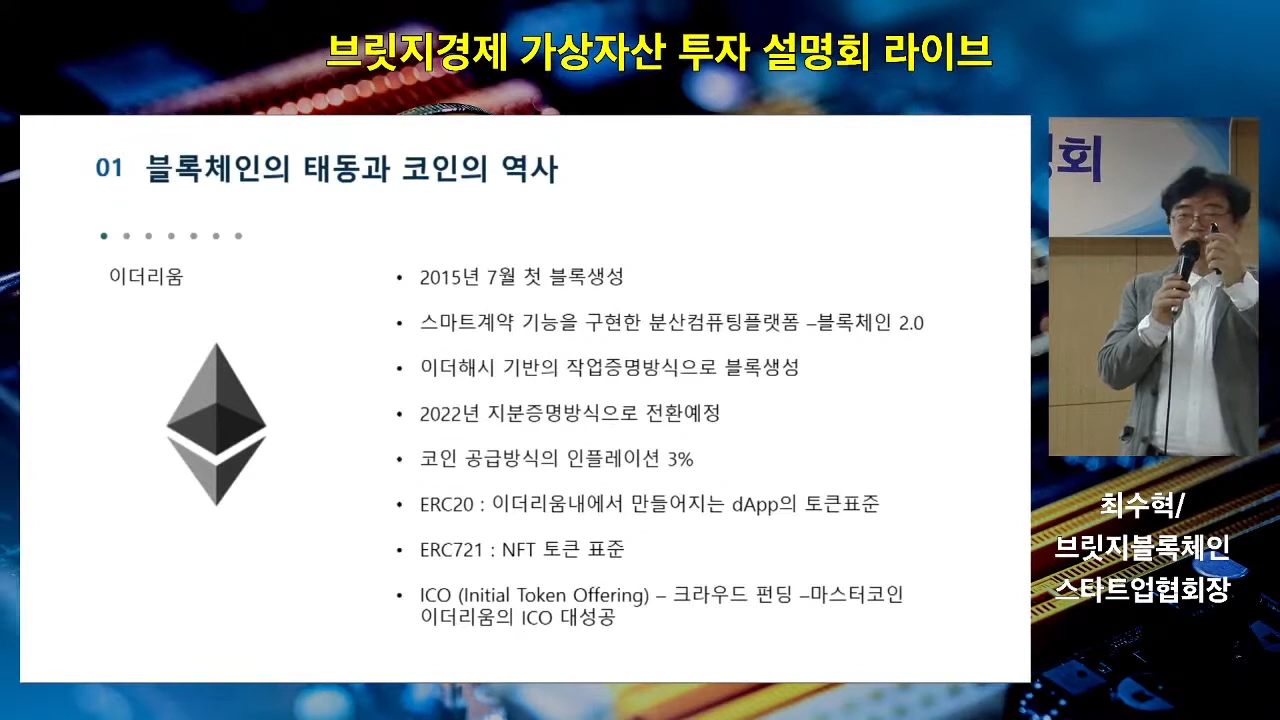 브릿지경제 가상자산 투자 설명회 라이브
01 블록체인의 태동과 코인의 역사
이더리움
• 2015년 7월 첫 블록생성
• 스마트계약 기능을 구현한 분산컴퓨팅플랫폼 –블록체인 2.0
• 이더해시 기반의 작업증명방식으로 블록생성
• 2022년 지분증명방식으로 전환예정
• 코인 공급방식의 인플레이션 3%
• ERC20 : 이더리움내에서 만들어지는 dApp의 토큰표준
• ERC721 : NFT 토큰 표준
• ICO (Initial Token Offering) – 크라우드 펀딩 –마스터코인
이더리움의 ICO 대성공
회
최수혁/
브릿지블록체인
스타트업협회장